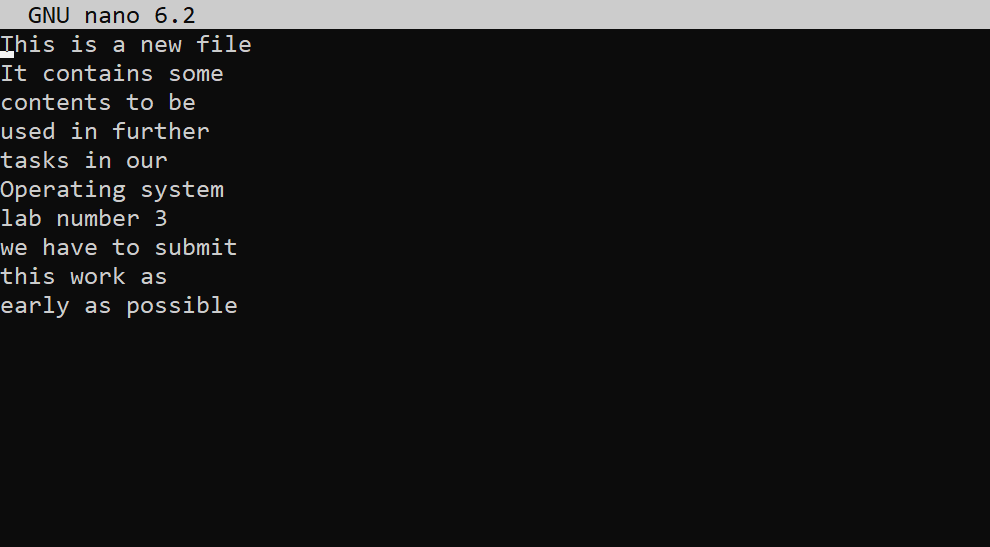 GNU nano 6.2
This is a new file
It contains some
contents to be
used in further
tasks in our
Operating system
lab number 3
we have to submit
this work as
early as possible